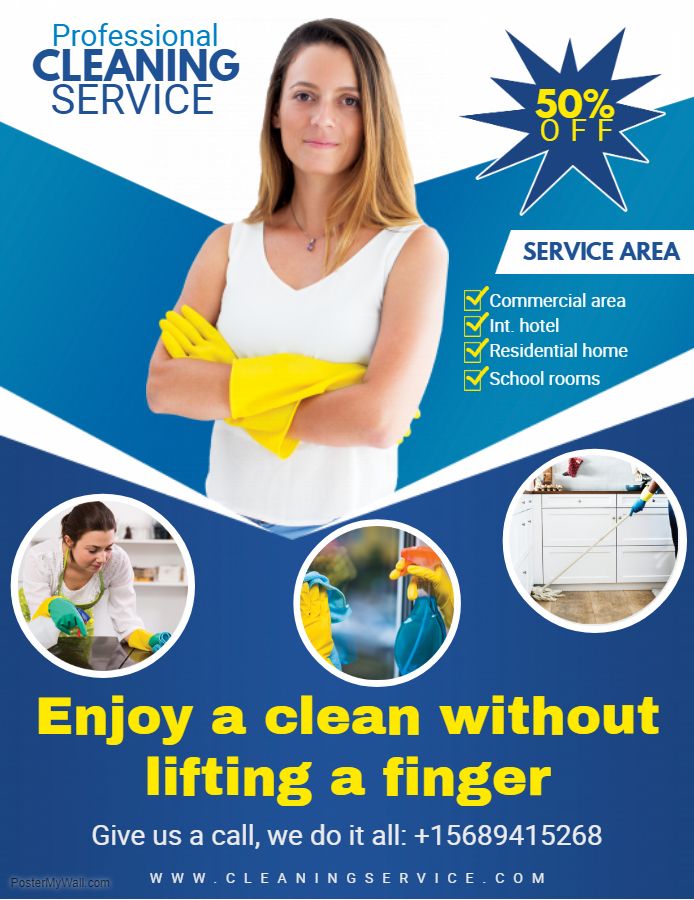 Professional
CLEANING
SERVICE
50%
OFF
SERVICE AREA
Commercial area
Int. hotel
Residential home
School rooms
Enjoy a clean without
lifting a finger
Give us a call, we do it all: +15689415268
PosterMyWall.com
WWW.CLEANINGSERVICE.COM